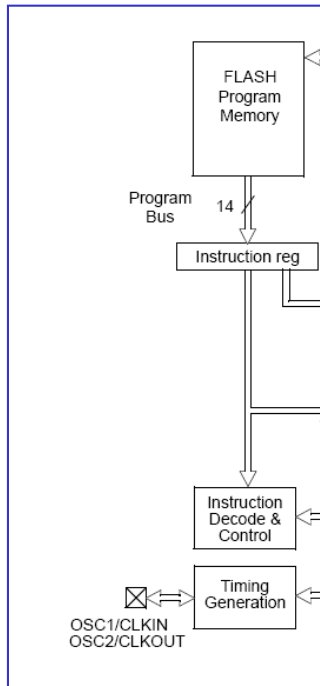 FLASH
Program
Memory
Program
Bus
14
Instruction reg
Instruction
Decode &
Control
Timing
Generation
OSC1/CLKIN
OSC2/CLKOUT